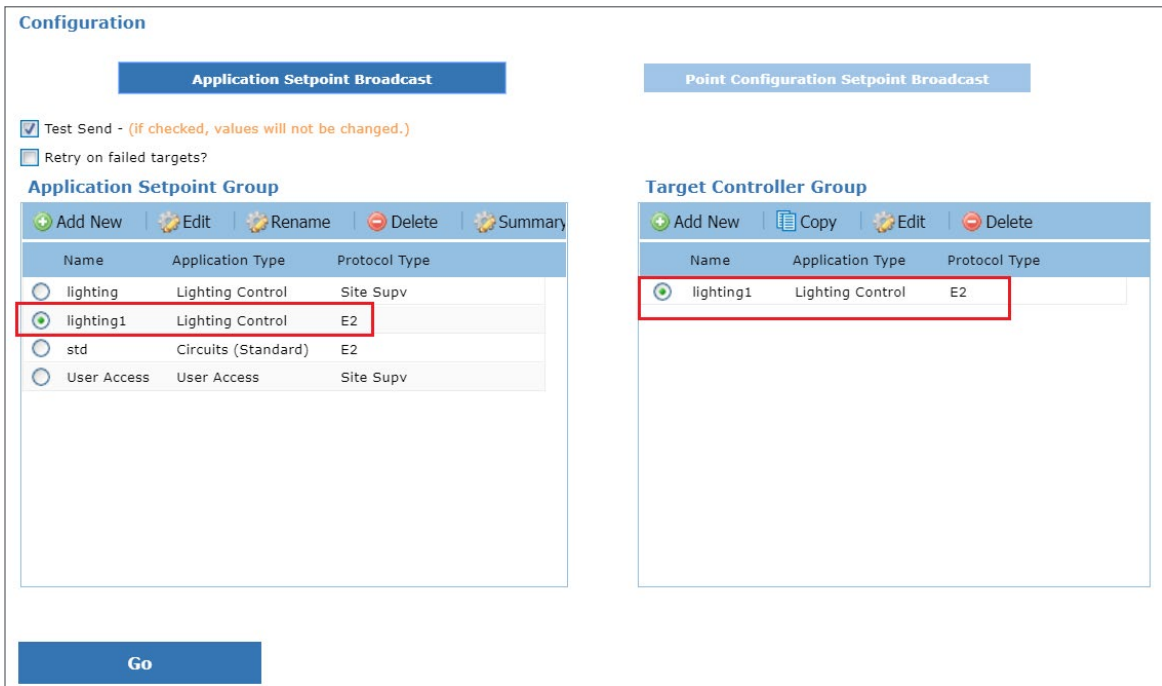 Configuration
Application Setpoint Broadcast
Point Configuration Setpoint Broadcast
Test Send - (if checked, values will not be changed.)
Retry on failed targets?
Application Setpoint Group
Add New Edit Rename Delete Summary
Name Application Type Protocol Type
lighting Lighting Control Site Supv
lighting1 Lighting Control E2
std Circuits (Standard) E2
User Access User Access Site Supv
Target Controller Group
Add New Copy Edit Delete
Name Application Type Protocol Type
lighting1 Lighting Control E2
Go